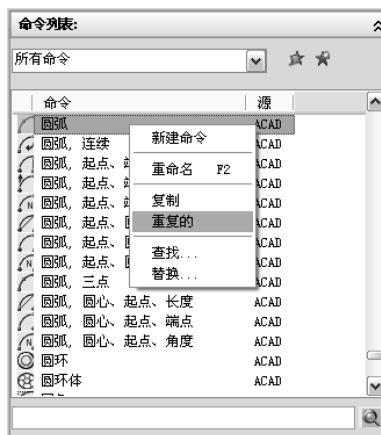 命令列表:
所有命令
命令 源
圆弧 ACAD
圆弧, 连续 ACAD
圆弧, 起点、 ACAD
圆弧, 起点、 ACAD
圆弧, 起点、 ACAD
圆弧, 起点、 ACAD
圆弧, 起点、 ACAD
圆弧, 起点、 ACAD
圆弧, 三点 ACAD
圆弧, 圆心、起点、长度 ACAD
圆弧, 圆心、起点、端点 ACAD
圆弧, 圆心、起点、角度 ACAD
圆环 ACAD
圆环体 ACAD
新建命令
重命名 F2
复制
重复的
查找...
替换...